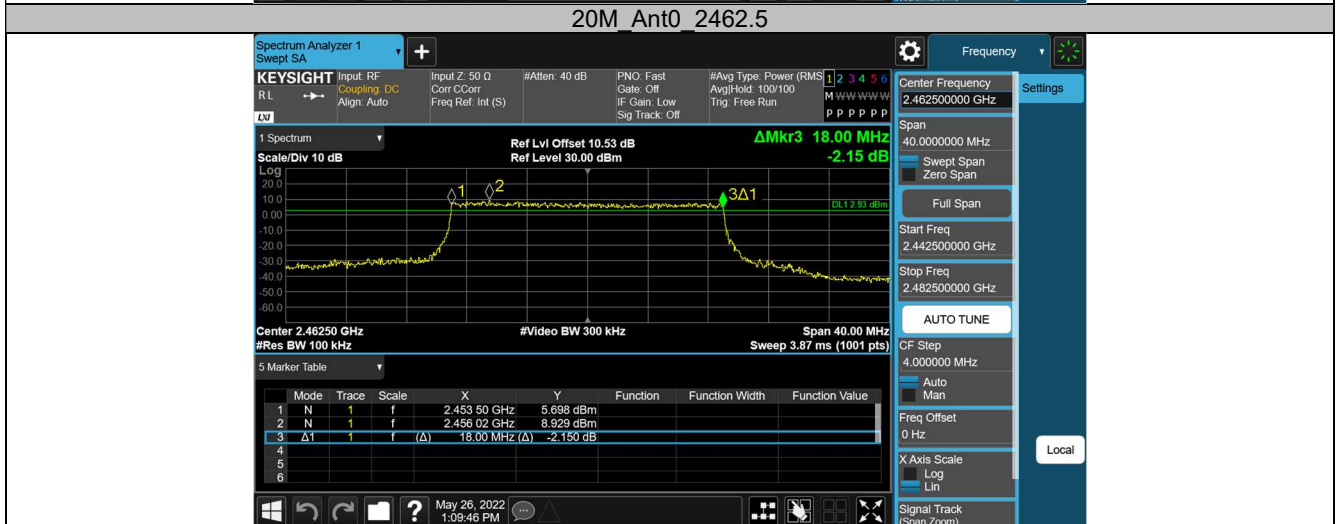 20M_Ant0_2462.5
Spectrum Analyzer 1
Swept SA
Frequency
KEYSIGHT
RL
LXI
Input: RF
Coupling: DC
Align: Auto
Input Z: 50 Ω
Corr CCorr
Freq Ref: Int (S)
#Atten: 40 dB
PNO: Fast
Gate: Off
IF Gain: Low
Sig Track: Off
#Avg Type: Power (RMS
Avg|Hold: 100/100
Trig: Free Run
1 2 3 4 5 6
M W W W W W
P P P P P P
1 Spectrum
Scale/Div 10 dB
Log
Ref Lvl Offset 10.53 dB
Ref Level 30.00 dBm
ΔMkr3 18.00 MHz
-2.15 dB
20.0
10.0
0.00
-10.0
-20.0
-30.0
-40.0
-50.0
-60.0
1
2
3Δ1
DL1 2.93 dBm
Center 2.46250 GHz
#Res BW 100 kHz
#Video BW 300 kHz
Span 40.00 MHz
Sweep 3.87 ms (1001 pts)
5 Marker Table
Mode Trace Scale X Y Function Function Width Function Value
1 N 1 f 2.453 50 GHz 5.698 dBm
2 N 1 f 2.456 02 GHz 8.929 dBm
3 Δ1 1 f (Δ) 18.00 MHz (Δ) -2.150 dB
4
5
6
May 26, 2022
1:09:46 PM
Center Frequency
2.462500000 GHz
Settings
Span
40.0000000 MHz
Swept Span
Zero Span
Full Span
Start Freq
2.442500000 GHz
Stop Freq
2.482500000 GHz
AUTO TUNE
CF Step
4.000000 MHz
Auto
Man
Freq Offset
0 Hz
X Axis Scale
Log
Lin
Local
Signal Track
(Span Zoom)